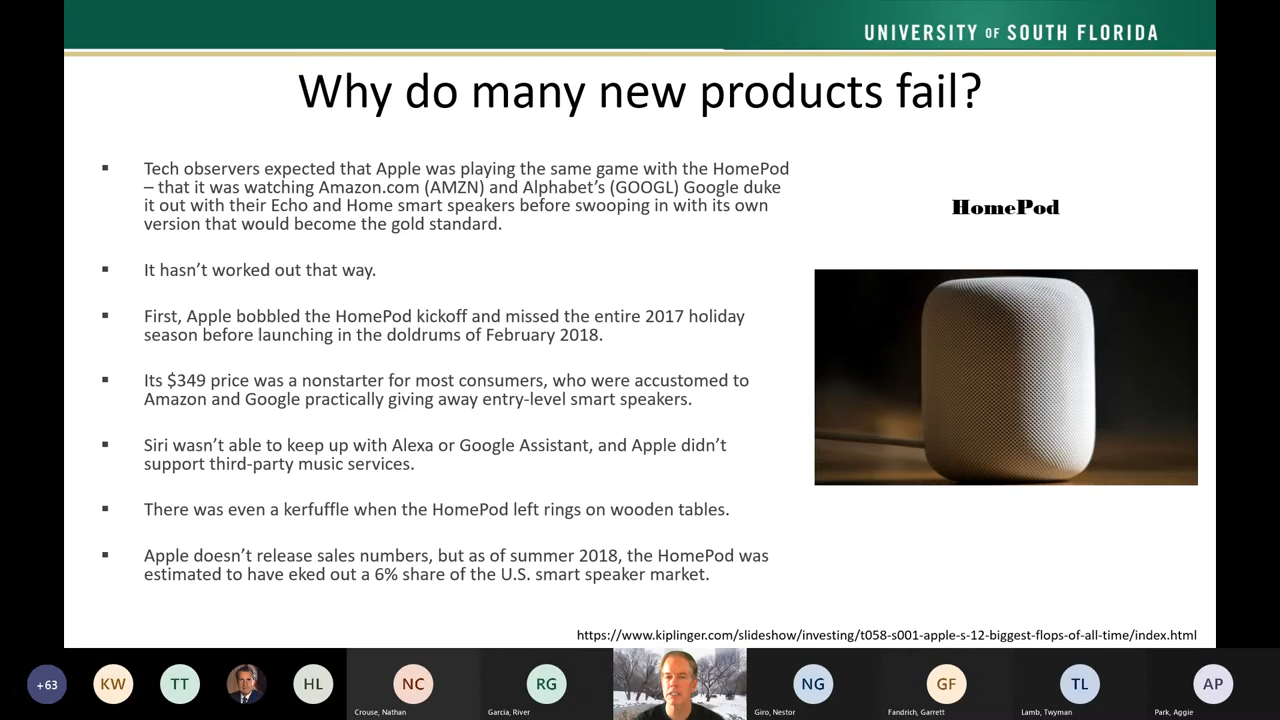 UNIVERSITY OF SOUTH FLORIDA
Why do many new products fail?
Tech observers expected that Apple was playing the same game with the HomePod
– that it was watching Amazon.com (AMZN) and Alphabet’s (GOOGL) Google duke
it out with their Echo and Home smart speakers before swooping in with its own
version that would become the gold standard.
It hasn’t worked out that way.
First, Apple bobbled the HomePod kickoff and missed the entire 2017 holiday
season before launching in the doldrums of February 2018.
Its $349 price was a nonstarter for most consumers, who were accustomed to
Amazon and Google practically giving away entry-level smart speakers.
Siri wasn’t able to keep up with Alexa or Google Assistant, and Apple didn’t
support third-party music services.
There was even a kerfuffle when the HomePod left rings on wooden tables.
Apple doesn’t release sales numbers, but as of summer 2018, the HomePod was
estimated to have eked out a 6% share of the U.S. smart speaker market.
HomePod
https://www.kiplinger.com/slideshow/investing/t058-s001-apple-s-12-biggest-flops-of-all-time/index.html
+63
KW
TT
HL
NC
Crouse, Nathan
RG
Garcia, River
NG
Giro, Nestor
GF
Fandrich, Garrett
TL
Lamb, Twyman
AP
Park, Aggie